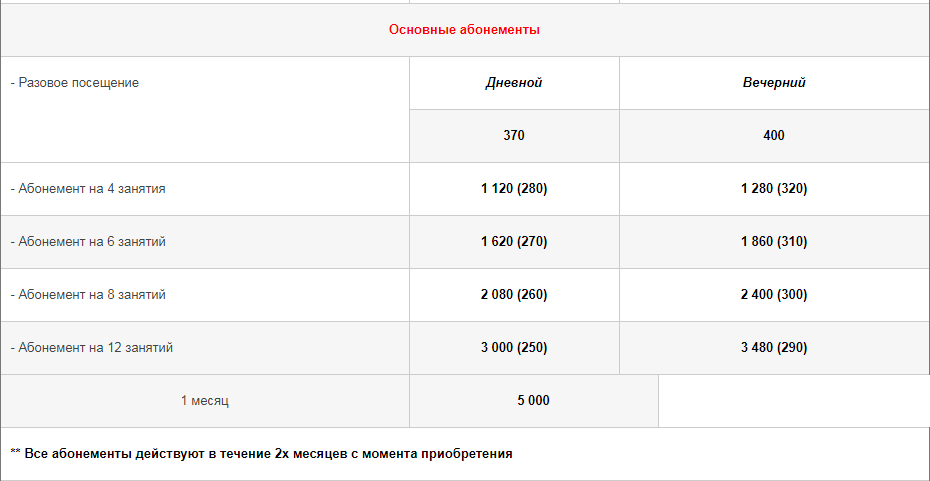 Основные абонементы
- Разовое посещение Дневной Вечерний
370 400
- Абонемент на 4 занятия 1 120 (280) 1 280 (320)
- Абонемент на 6 занятий 1 620 (270) 1 860 (310)
- Абонемент на 8 занятий 2 080 (260) 2 400 (300)
- Абонемент на 12 занятий 3 000 (250) 3 480 (290)
1 месяц 5 000
** Все абонементы действуют в течение 2х месяцев с момента приобретения